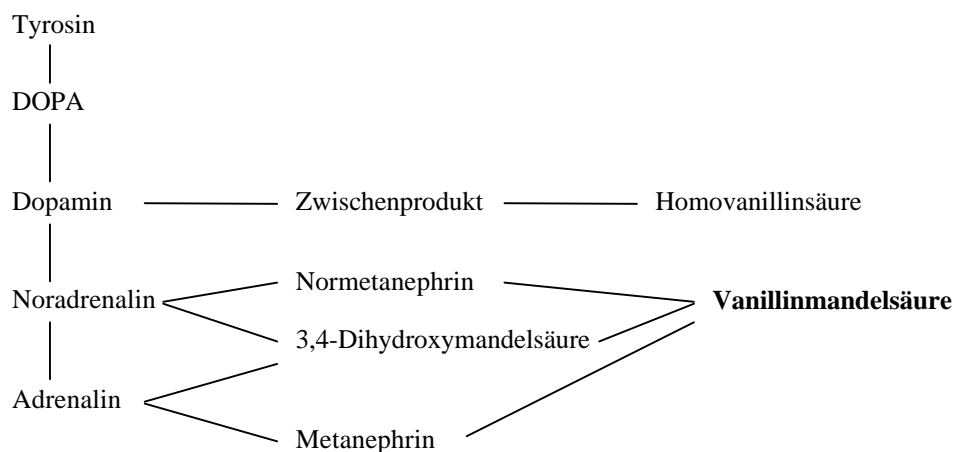 Tyrosin
DOPA
Dopamin Zwischenprodukt Homovanillinsäure
Normetanephrin
Noradrenalin Vanillinmandelsäure
3,4-Dihydroxymandelsäure
Adrenalin
Metanephrin